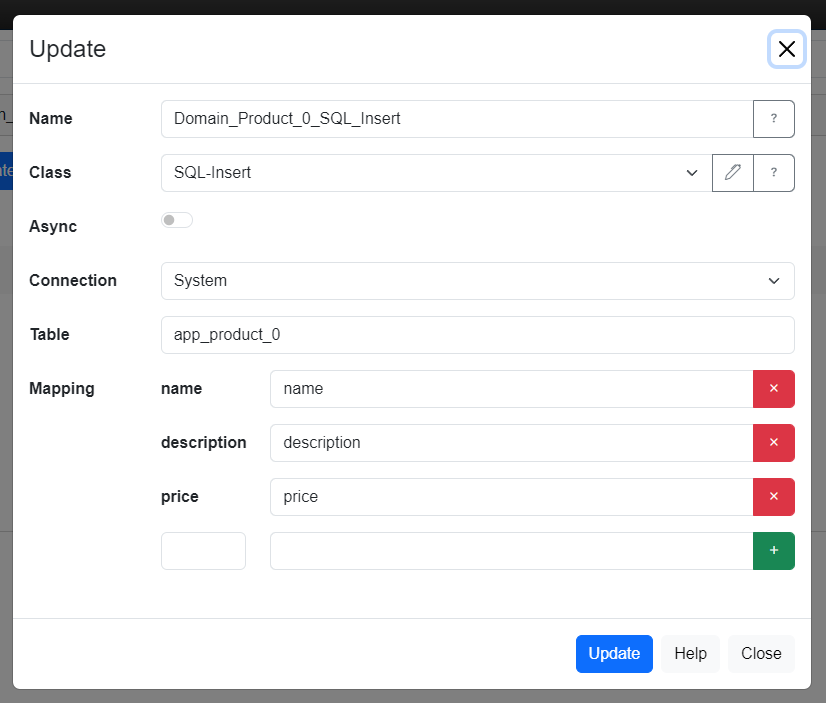 Update
Name Domain_Product_0_SQL_Insert ?
Class SQL-Insert ?
Async
Connection System
Table app_product_0
Mapping name name ×
description description ×
price price ×
+
Update Help Close